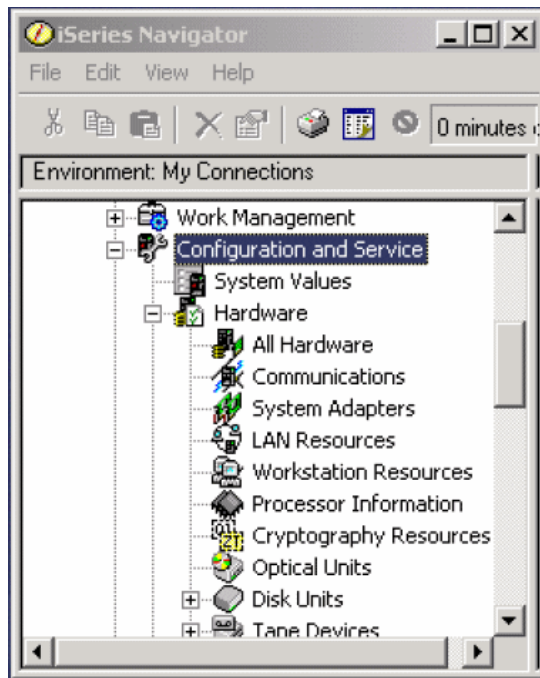 iSeries Navigator
File Edit View Help
0 minutes
Environment: My Connections
Work Management
Configuration and Service
System Values
Hardware
All Hardware
Communications
System Adapters
LAN Resources
Workstation Resources
Processor Information
Cryptography Resources
Optical Units
Disk Units
Tape Devices